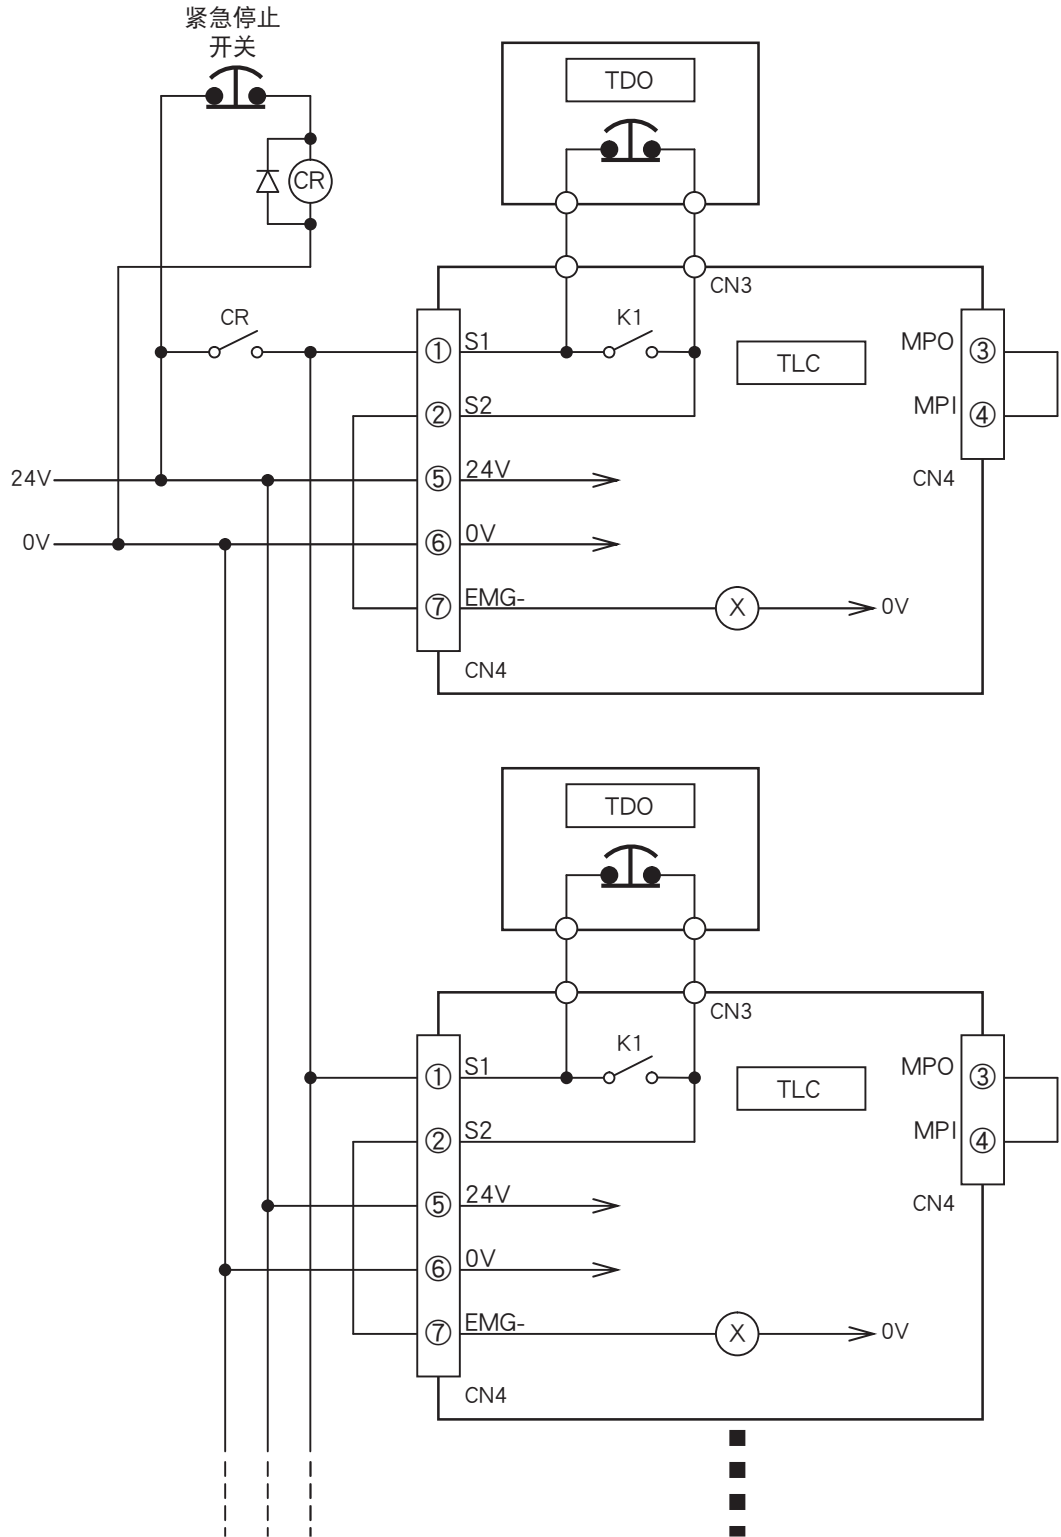 紧急停止
开关
TDO
CR
CN3
CR
K1
① S1
TLC
MPO ③
② S2
MPI ④
24V
⑤ 24V
CN4
0V
⑥ 0V
⑦ EMG-
X
0V
CN4
TDO
CN3
K1
① S1
TLC
MPO ③
② S2
MPI ④
⑤ 24V
CN4
⑥ 0V
⑦ EMG-
X
0V
CN4